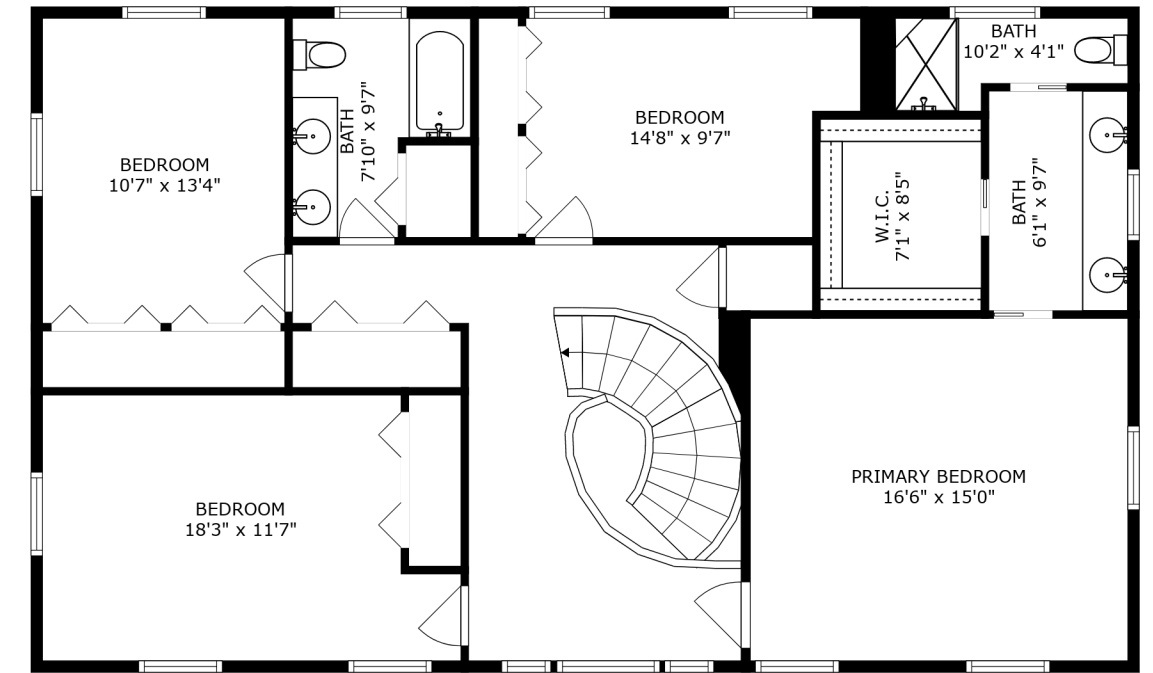 BATH
10'2" x 4'1"
BEDROOM
14'8" x 9'7"
BATH
7'10" x 9'7"
BEDROOM
10'7" x 13'4"
W.I.C.
7'1" x 8'5"
BATH
6'1" x 9'7"
PRIMARY BEDROOM
16'6" x 15'0"
BEDROOM
18'3" x 11'7"